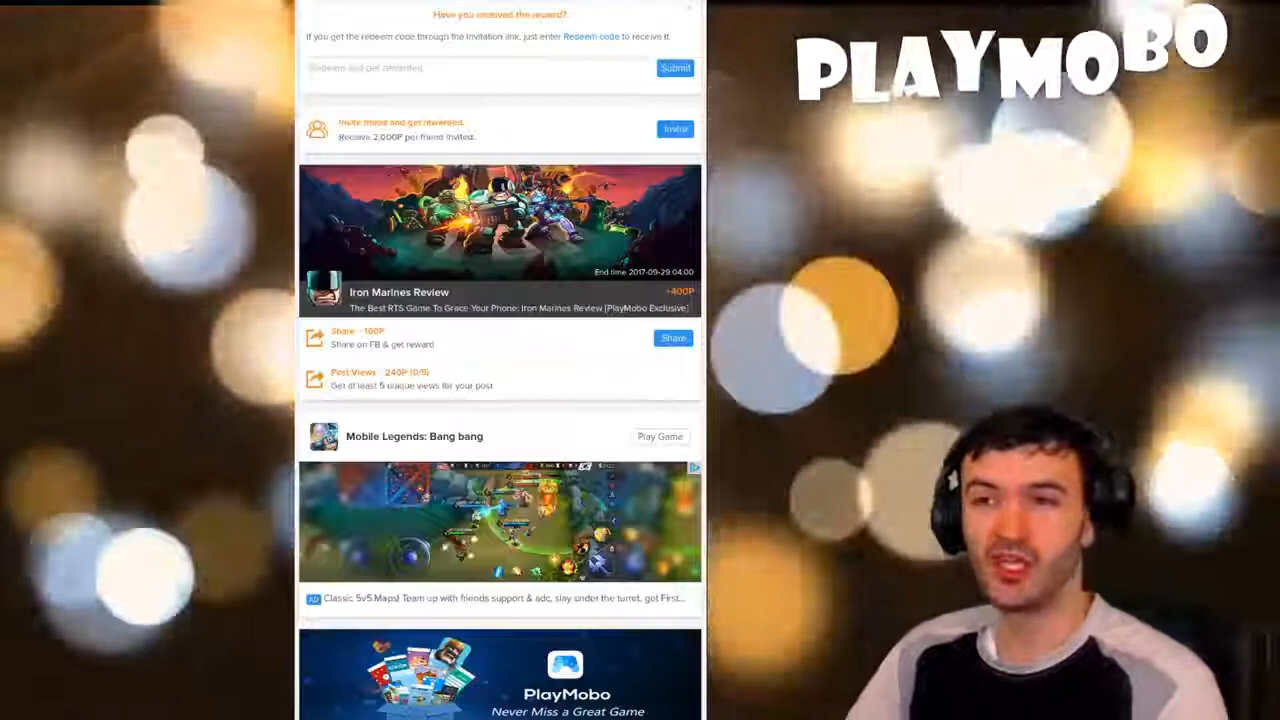 Have you received the reward?
If you get the redeem code through the invitation link, just enter Redeem code to receive it.
Redeem and get rewarded
Submit
Invite friend and get rewarded.
Receive 2,000P per friend invited.
Invite
PLAYMOBO
End time 2017-09-29 04:00
Iron Marines Review
+400P
The Best RTS Game To Grace Your Phone: Iron Marines Review [PlayMobo Exclusive]
Share - 100P
Share on FB & get reward
Share
Post Views - 240P (0/5)
Get at least 5 unique views for your post
Mobile Legends: Bang bang
Play Game
AD Classic 5v5 Maps! Team up with friends support & adc, slay under the turret, get First...
PlayMobo
Never Miss a Great Game